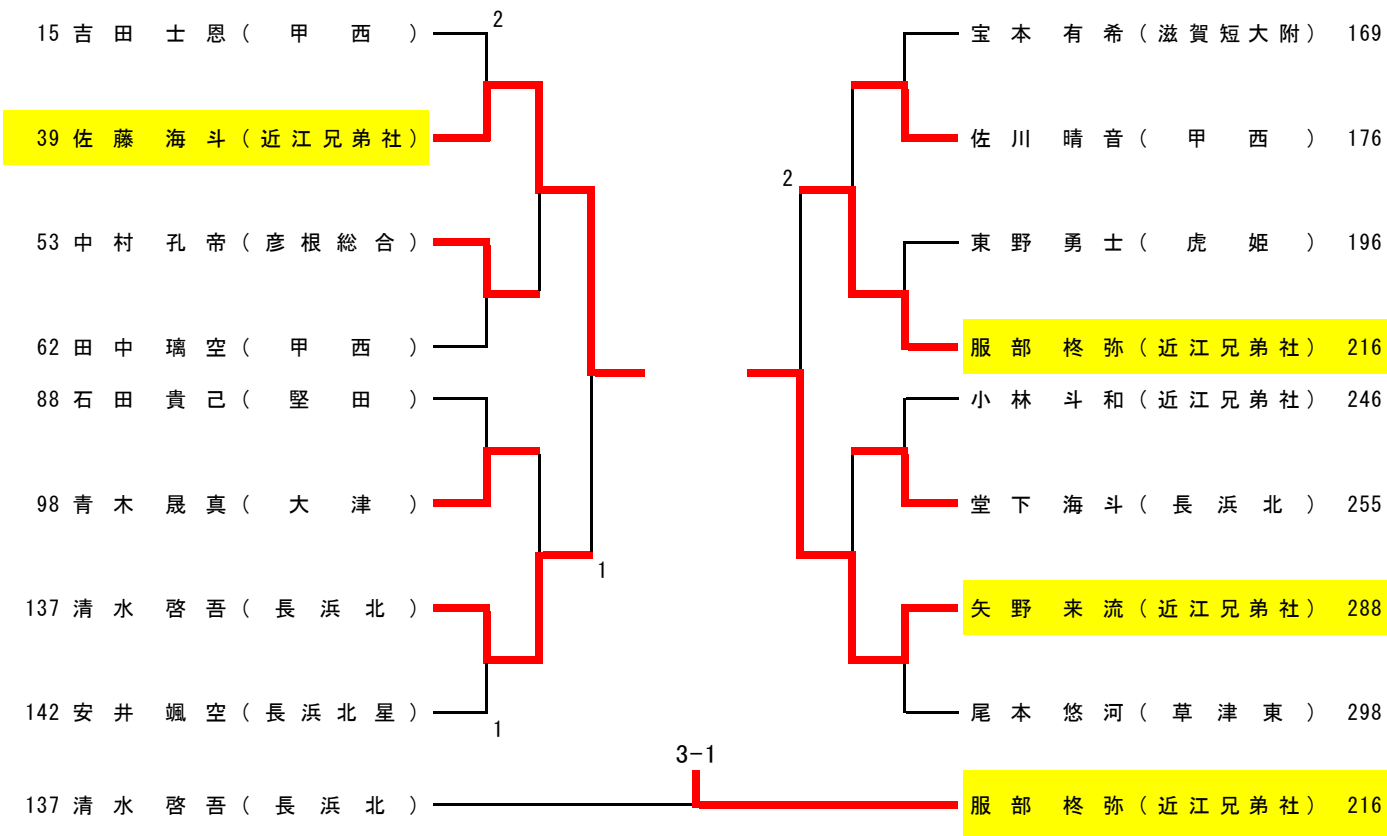 15 吉田 士恩(甲西)
2
39 佐藤 海斗(近江兄弟社)
53 中村 孔帝(彦根総合)
62 田中 璃空(甲西)
88 石田 貴己(堅田)
98 青木 晟真(大津)
1
137 清水 啓吾(長浜北)
142 安井 颯空(長浜北星)
1
宝本 有希(滋賀短大附) 169
佐川 晴音(甲西) 176
2
東野 勇士(虎姫) 196
服部 柊弥(近江兄弟社) 216
小林 斗和(近江兄弟社) 246
堂下 海斗(長浜北) 255
矢野 来流(近江兄弟社) 288
尾本 悠河(草津東) 298
3-1
137 清水 啓吾(長浜北)
服部 柊弥(近江兄弟社) 216